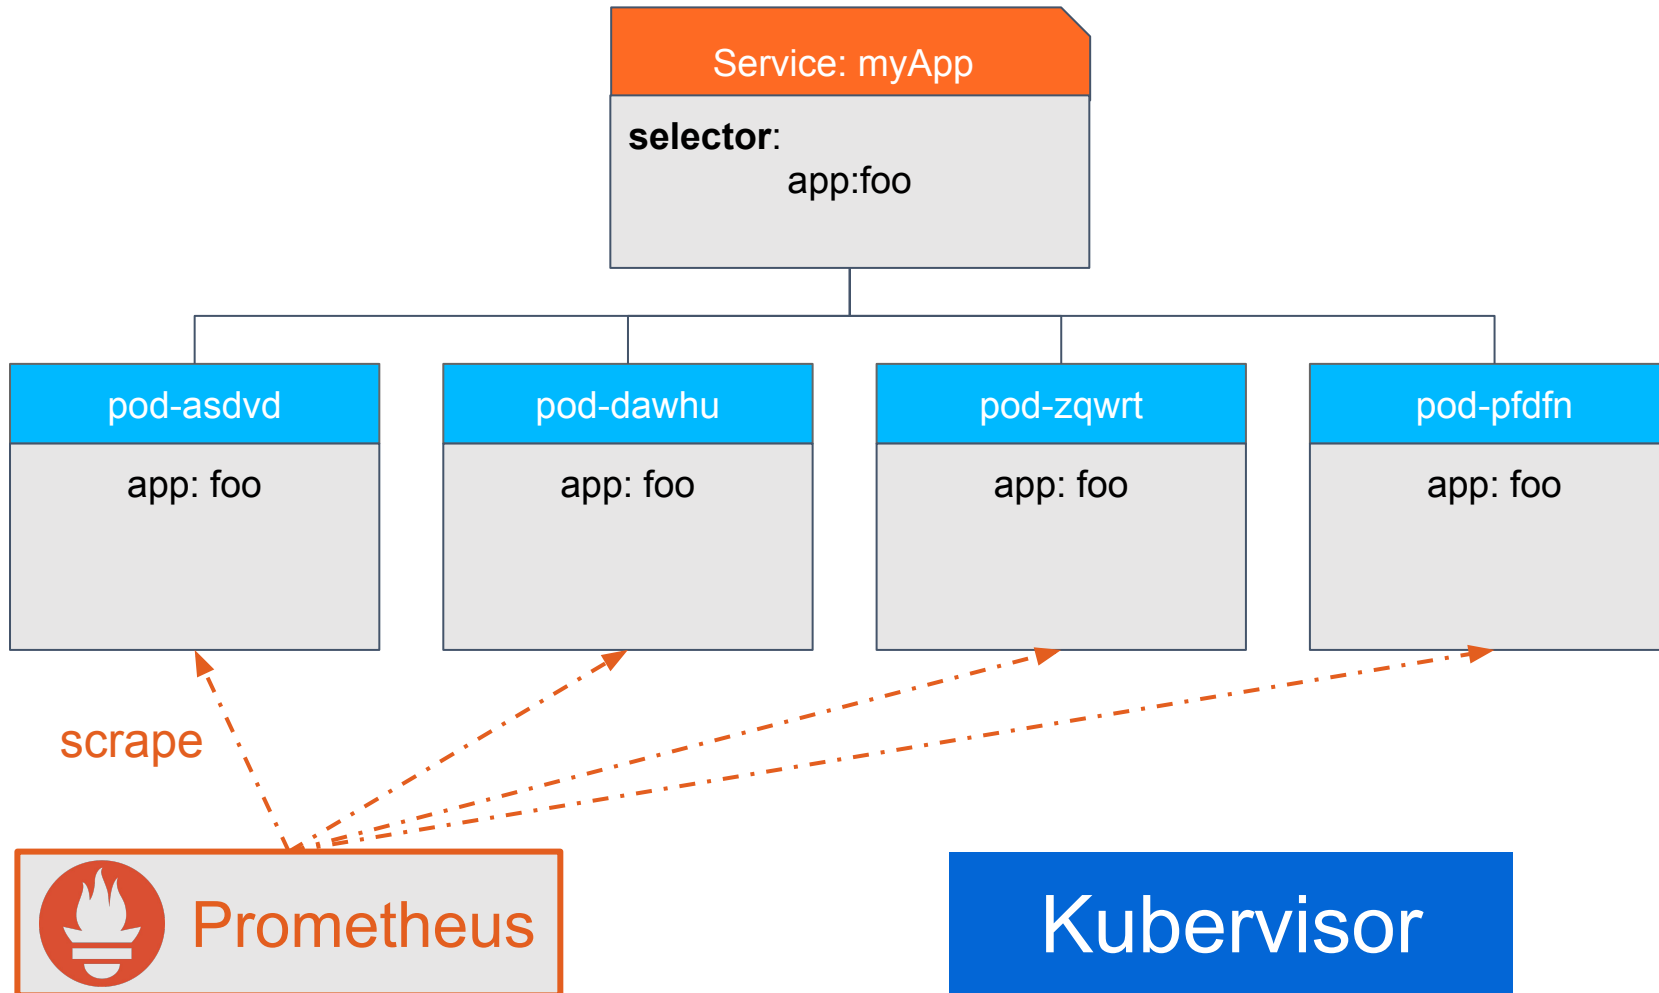 Service: myApp
selector:
app:foo
pod-asdvd
pod-dawhu
pod-zqwrt
pod-pfdfn
app: foo
app: foo
app: foo
app: foo
scrape
Prometheus
Kubervisor